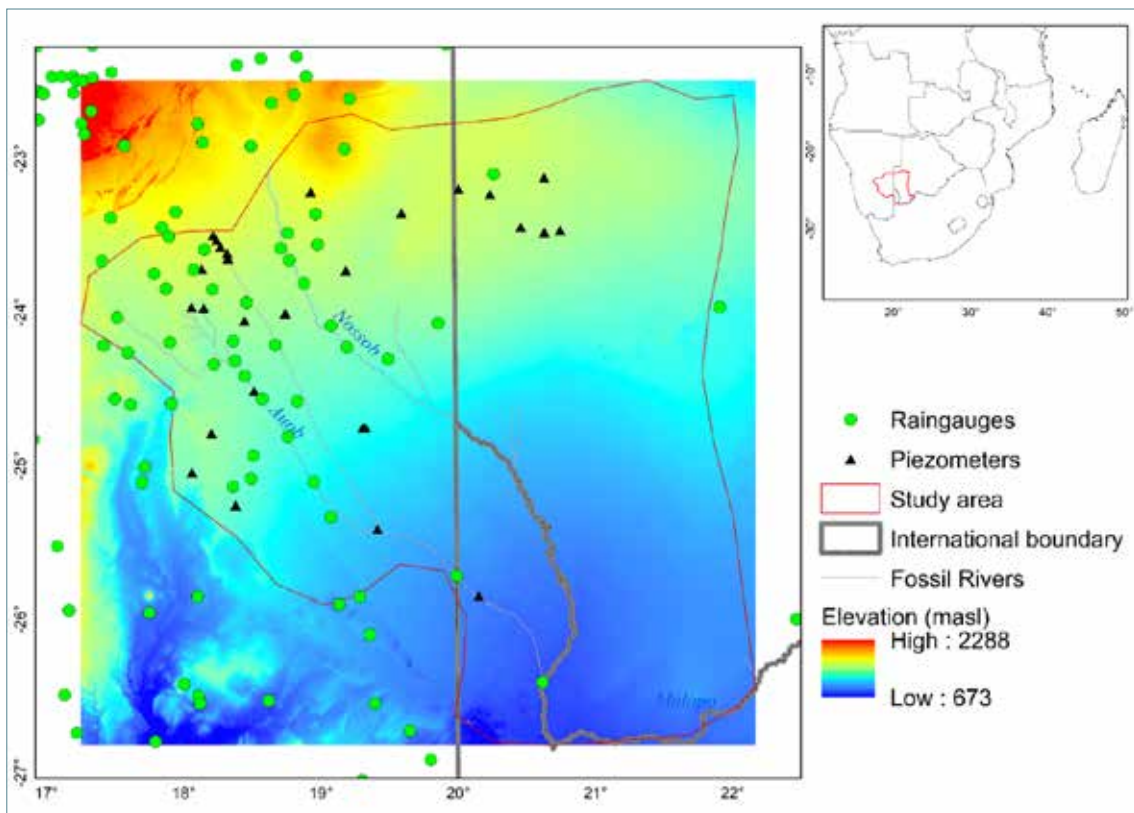 -23°
-24°
-25°
-26°
-27°
17°
18°
19°
20°
21°
22°
Nossob
Auob
Molopo
-10°
-20°
-30°
20°
30°
40°
50°
Raingauges
Piezometers
Study area
International boundary
Fossil Rivers
Elevation (masl)
High : 2288
Low : 673